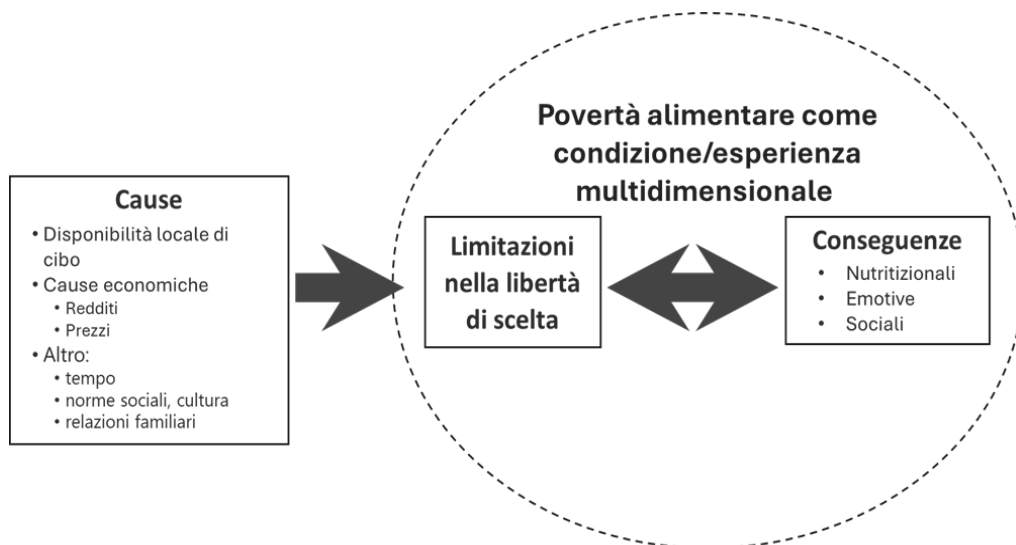 Povertà alimentare come
condizione/esperienza
multidimensionale
Cause
• Disponibilità locale di
cibo
• Cause economiche
• Redditi
• Prezzi
• Altro:
• tempo
• norme sociali, cultura
• relazioni familiari
Limitazioni
nella libertà
di scelta
Conseguenze
• Nutritizionali
• Emotive
• Sociali